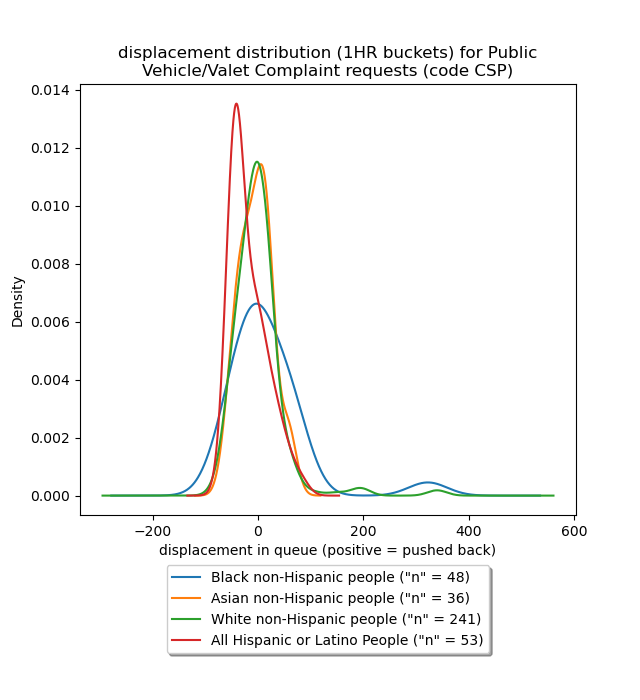 displacement distribution (1HR buckets) for Public
Vehicle/Valet Complaint requests (code CSP)
0.014
0.012
0.010
0.008
0.006
0.004
0.002
0.000
Density
−200
0
200
400
600
displacement in queue (positive = pushed back)
Black non-Hispanic people ("n" = 48)
Asian non-Hispanic people ("n" = 36)
White non-Hispanic people ("n" = 241)
All Hispanic or Latino People ("n" = 53)